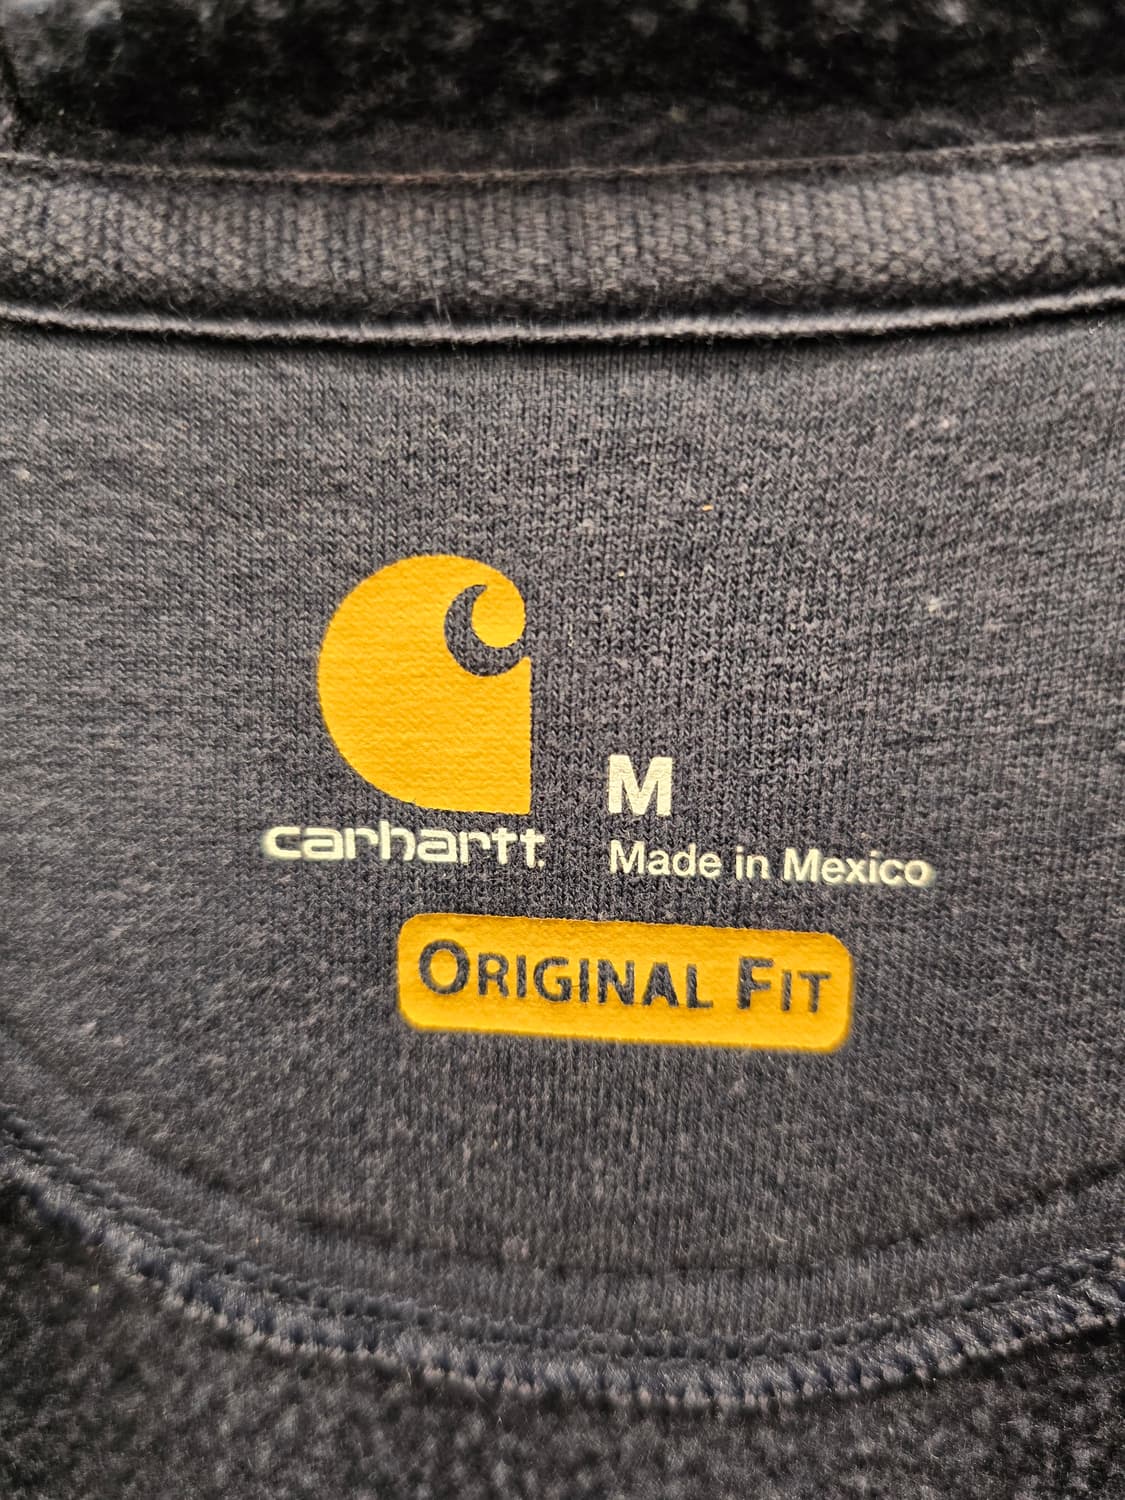 M
carhartt.
Made in Mexico
ORIGINAL FIT